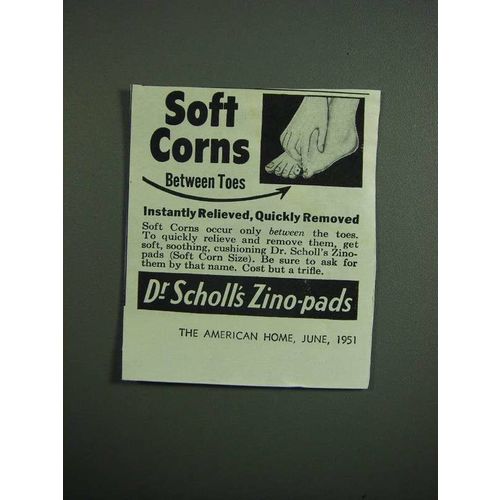 Soft
Corns
Between Toes
Instantly Relieved, Quickly Removed
Soft Corns occur only between the toes.
To quickly relieve and remove them, get
soft, soothing, cushioning Dr. Scholl's Zino-
pads (Soft Corn Size). Be sure to ask for
them by that name. Cost but a trifle.
Dr Scholl's Zino-pads
THE AMERICAN HOME, JUNE, 1951